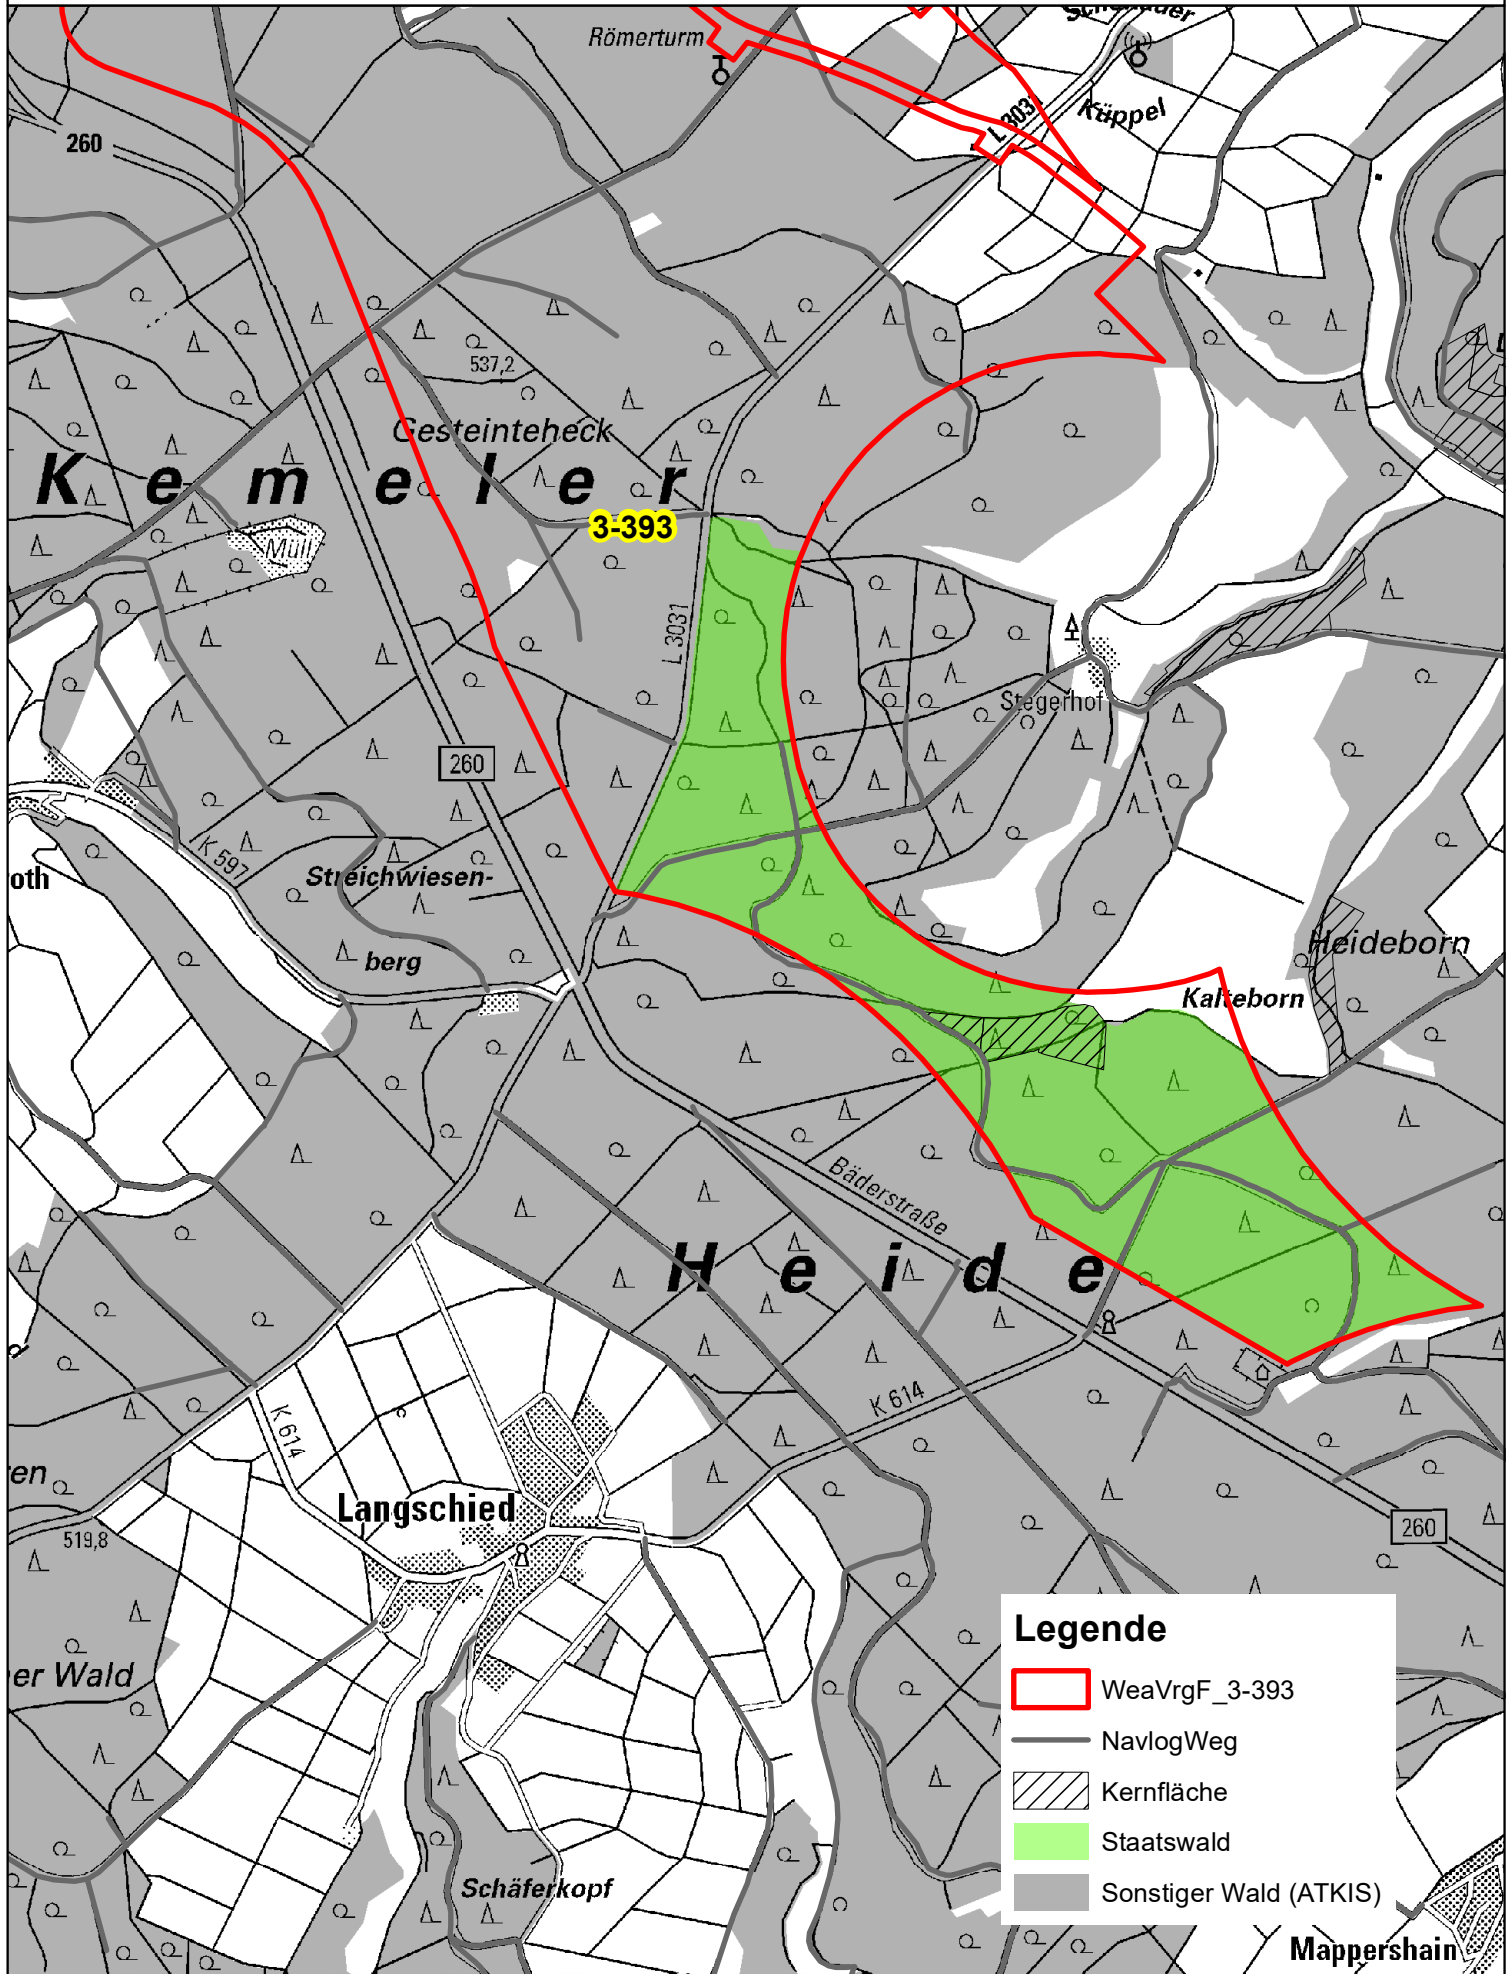 Römerturm
L 3031
Küppel
260
537,2
Gesteinteheck
K e m e l e r
3-393
Müll
L 3031
Stegerhof
260
K 597
oth
Streichwiesen-
berg
Heideborn
Kalteborn
Bäderstraße
H e i d e
K 614
K 614
ren
Langschied
519,8
260
er Wald
Schäferkopf
Mappershain
Legende
WeaVrgF_3-393
NavlogWeg
Kernfläche
Staatswald
Sonstiger Wald (ATKIS)